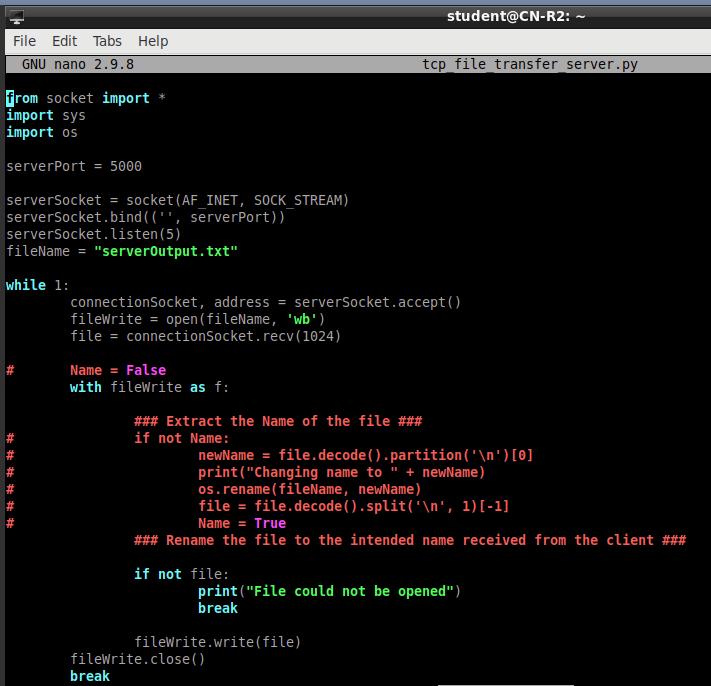 student@CN-R2: ~
File Edit Tabs Help
GNU nano 2.9.8 tcp_file_transfer_server.py
from socket import *
import sys
import os
serverPort = 5000
serverSocket = socket(AF_INET, SOCK_STREAM)
serverSocket.bind(('', serverPort))
serverSocket.listen(5)
fileName = "serverOutput.txt"
while 1:
        connectionSocket, address = serverSocket.accept()
        fileWrite = open(fileName, 'wb')
        file = connectionSocket.recv(1024)
#       Name = False
        with fileWrite as f:
                ### Extract the Name of the file ###
#               if not Name:
#                       newName = file.decode().partition('\n')[0]
#                       print("Changing name to " + newName)
#                       os.rename(fileName, newName)
#                       file = file.decode().split('\n', 1)[-1]
#                       Name = True
                ### Rename the file to the intended name received from the client ###
                if not file:
                        print("File could not be opened")
                        break
                fileWrite.write(file)
        fileWrite.close()
        break